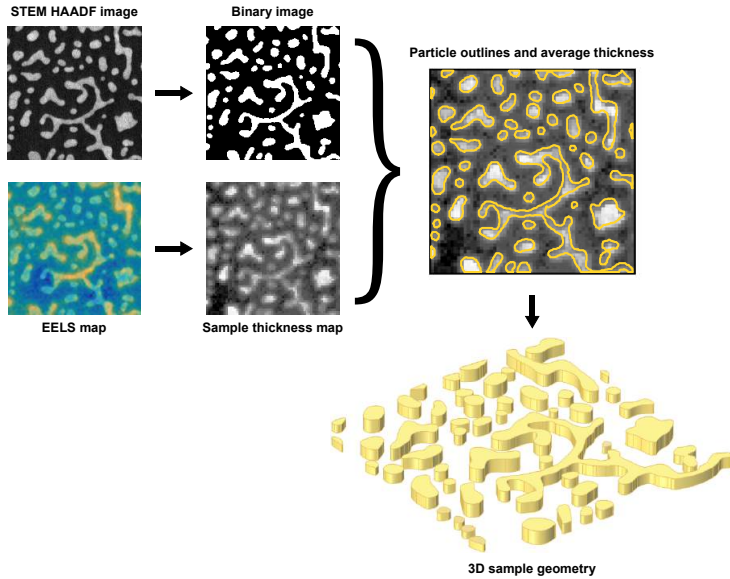 STEM HAADF image
Binary image
Particle outlines and average thickness
EELS map
Sample thickness map
3D sample geometry